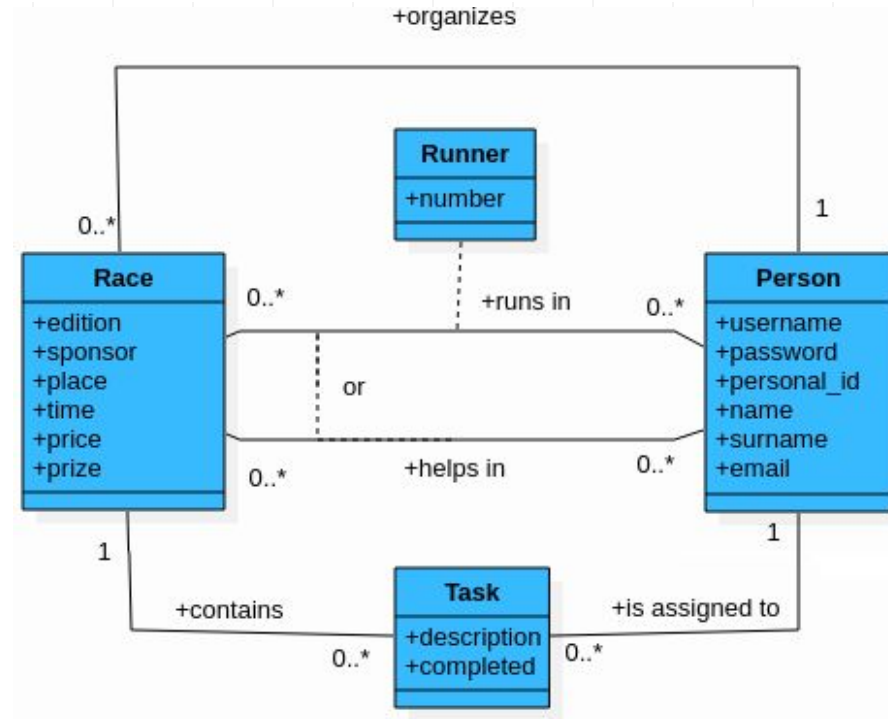 +organizes
Runner
+number
1
0..*
Race
+edition
+sponsor
+place
+time
+price
+prize
0..*
+runs in
0..*
Person
+username
+password
+personal_id
+name
+surname
+email
or
0..*
+helps in
0..*
1
1
+contains
0..*
Task
+description
+completed
+is assigned to
0..*